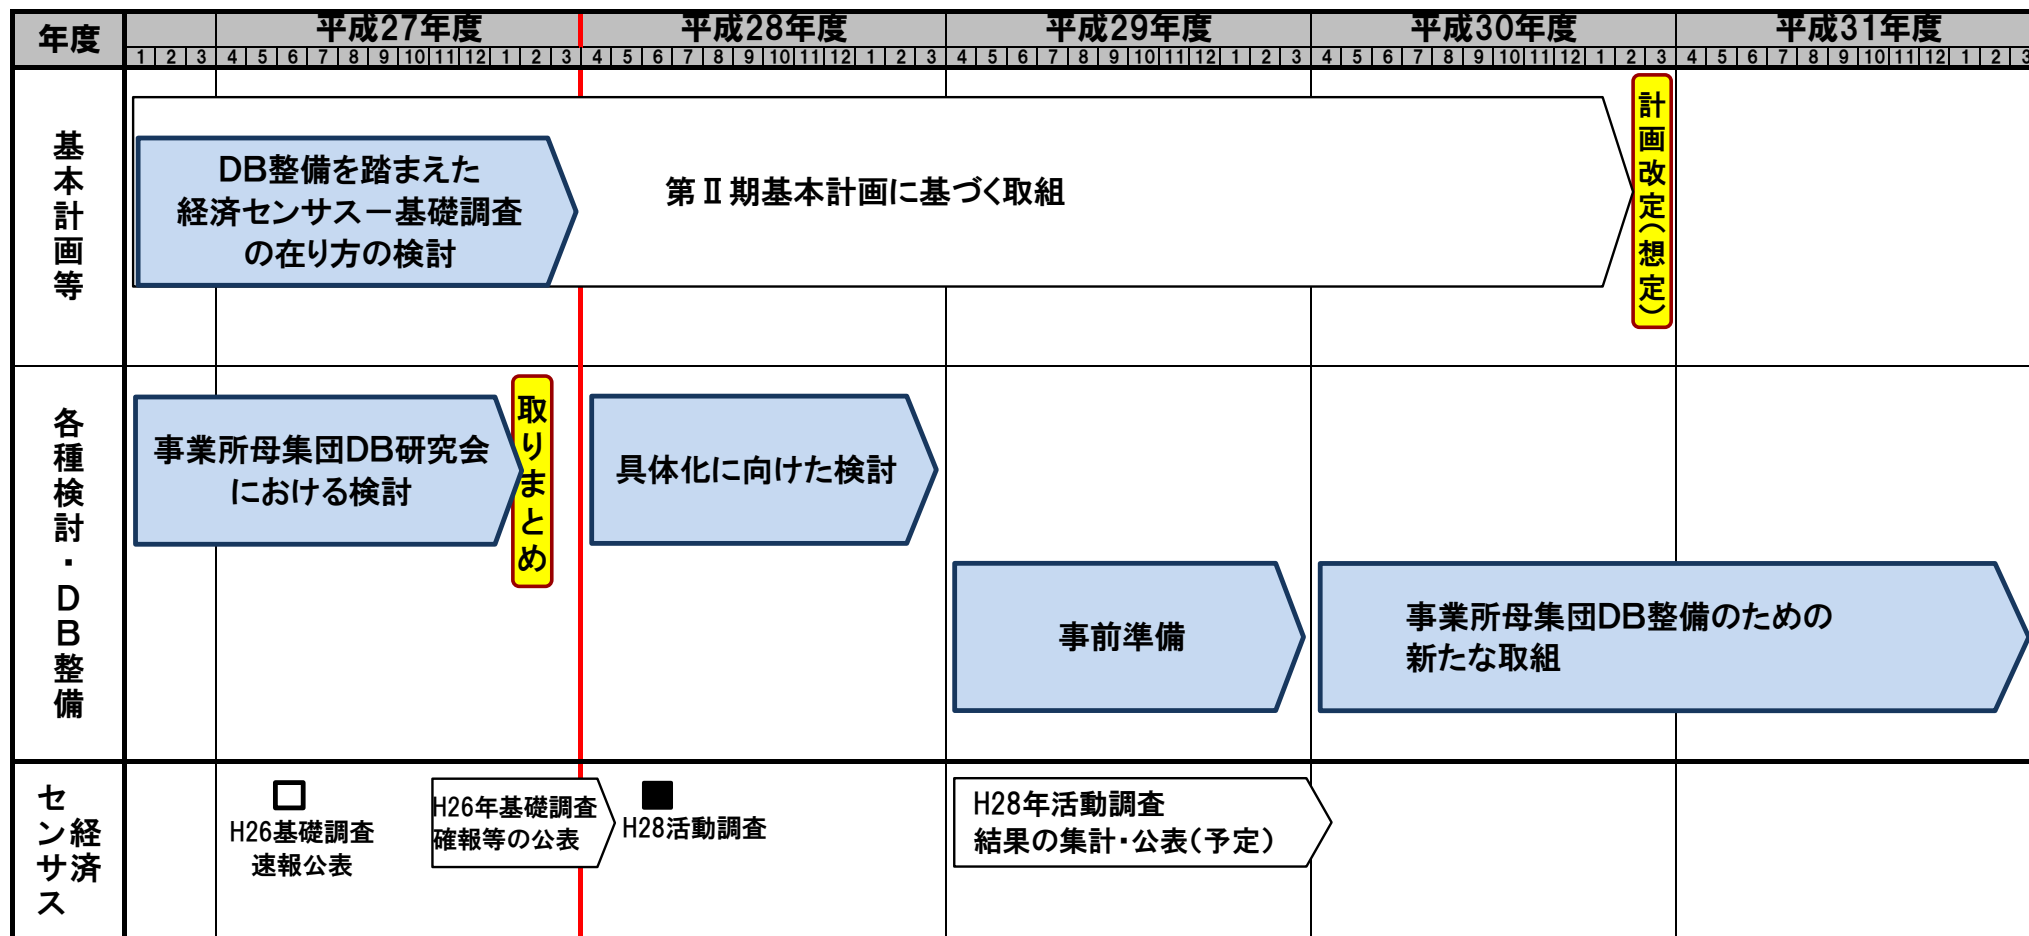 年度
平成27年度
平成28年度
平成29年度
平成30年度
平成31年度
1 2 3 4 5 6 7 8 9 10 11 12 1 2 3 4 5 6 7 8 9 10 11 12 1 2 3 4 5 6 7 8 9 10 11 12 1 2 3 4 5 6 7 8 9 10 11 12 1 2 3 4 5 6 7 8 9 10 11 12 1 2 3
基本計画等
DB整備を踏まえた
経済センサス－基礎調査
の在り方の検討
第Ⅱ期基本計画に基づく取組
計画改定（想定）
各種検討・DB整備
事業所母集団DB研究会
における検討
取りまとめ
具体化に向けた検討
事前準備
事業所母集団DB整備のための
新たな取組
経済
センサス
H26基礎調査
速報公表
H26年基礎調査
確報等の公表
H28活動調査
H28年活動調査
結果の集計・公表（予定）